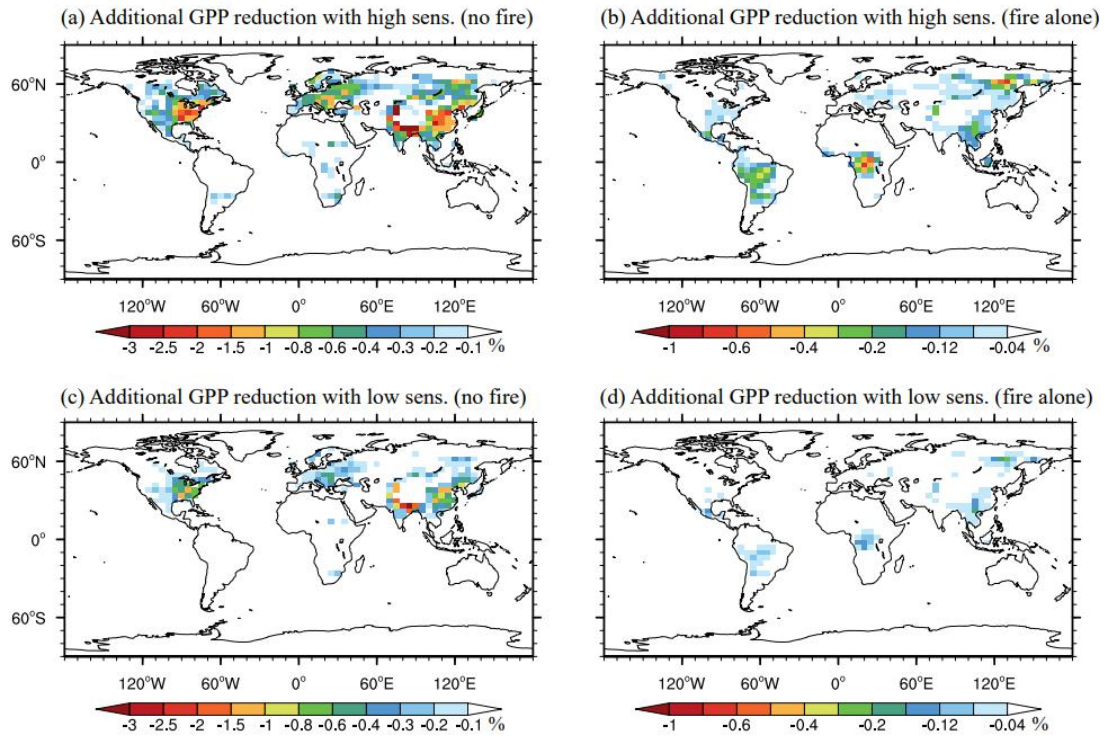 (a) Additional GPP reduction with high sens. (no fire)
(b) Additional GPP reduction with high sens. (fire alone)
60°N
0°
60°S
120°W 60°W 0° 60°E 120°E
-3 -2.5 -2 -1.5 -1 -0.8 -0.6 -0.4 -0.3 -0.2 -0.1 %
60°N
0°
60°S
120°W 60°W 0° 60°E 120°E
-1 -0.6 -0.4 -0.2 -0.12 -0.04 %
(c) Additional GPP reduction with low sens. (no fire)
(d) Additional GPP reduction with low sens. (fire alone)
60°N
0°
60°S
120°W 60°W 0° 60°E 120°E
-3 -2.5 -2 -1.5 -1 -0.8 -0.6 -0.4 -0.3 -0.2 -0.1 %
60°N
0°
60°S
120°W 60°W 0° 60°E 120°E
-1 -0.6 -0.4 -0.2 -0.12 -0.04 %